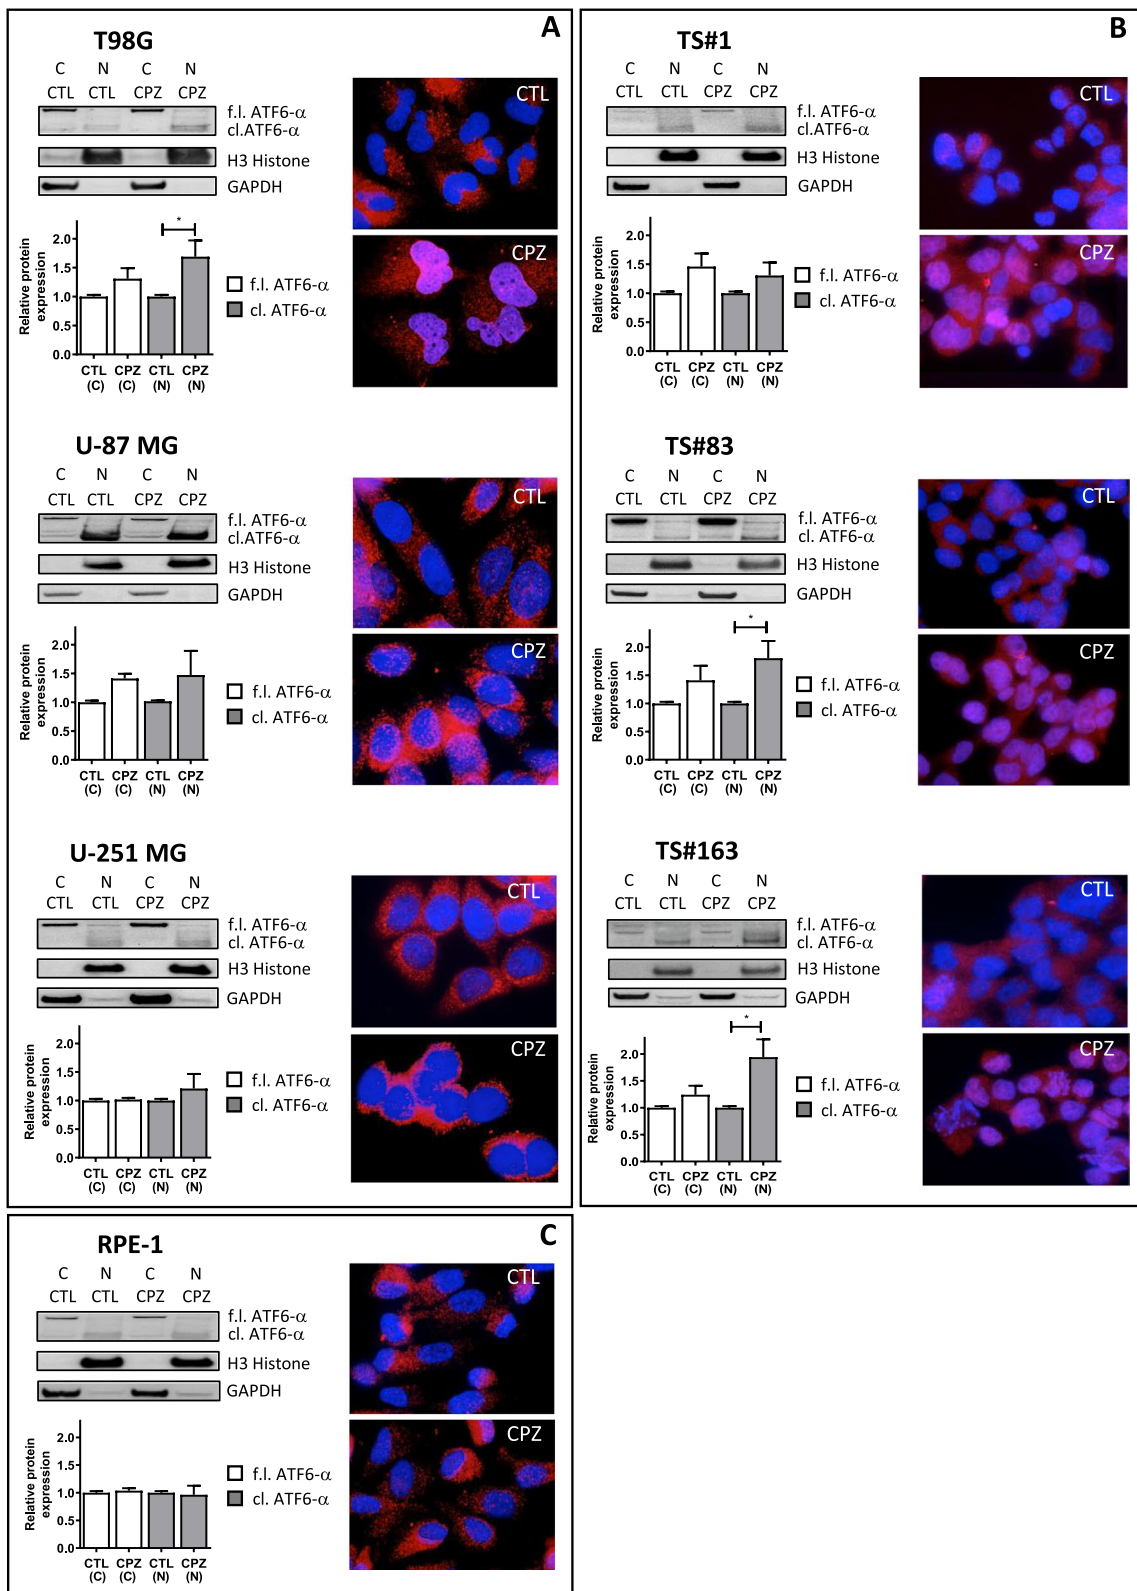 A
T98G
C N C N
CTL CTL CPZ CPZ
f.l. ATF6-α
cl.ATF6-α
H3 Histone
GAPDH
CTL
CPZ
Relative protein
expression
2.0
1.5
1.0
0.5
0.0
*
CTL CPZ CTL CPZ
(C) (C) (N) (N)
f.l. ATF6-α
cl. ATF6-α
U-87 MG
C N C N
CTL CTL CPZ CPZ
f.l. ATF6-α
cl.ATF6-α
H3 Histone
GAPDH
CTL
CPZ
Relative protein
expression
2.0
1.5
1.0
0.5
0.0
CTL CPZ CTL CPZ
(C) (C) (N) (N)
f.l. ATF6-α
cl. ATF6-α
U-251 MG
C N C N
CTL CTL CPZ CPZ
f.l. ATF6-α
cl. ATF6-α
H3 Histone
GAPDH
CTL
CPZ
Relative protein
expression
2.0
1.5
1.0
0.5
0.0
CTL CPZ CTL CPZ
(C) (C) (N) (N)
f.l. ATF6-α
cl. ATF6-α
B
TS#1
C N C N
CTL CTL CPZ CPZ
f.l. ATF6-α
cl.ATF6-α
H3 Histone
GAPDH
CTL
CPZ
Relative protein
expression
2.0
1.5
1.0
0.5
0.0
CTL CPZ CTL CPZ
(C) (C) (N) (N)
f.l. ATF6-α
cl. ATF6-α
TS#83
C N C N
CTL CTL CPZ CPZ
f.l. ATF6-α
cl. ATF6-α
H3 Histone
GAPDH
CTL
CPZ
Relative protein
expression
2.0
1.5
1.0
0.5
0.0
*
CTL CPZ CTL CPZ
(C) (C) (N) (N)
f.l. ATF6-α
cl. ATF6-α
TS#163
C N C N
CTL CTL CPZ CPZ
f.l. ATF6-α
cl. ATF6-α
H3 Histone
GAPDH
CTL
CPZ
Relative protein
expression
2.0
1.5
1.0
0.5
0.0
*
CTL CPZ CTL CPZ
(C) (C) (N) (N)
f.l. ATF6-α
cl. ATF6-α
C
RPE-1
C N C N
CTL CTL CPZ CPZ
f.l. ATF6-α
cl. ATF6-α
H3 Histone
GAPDH
CTL
CPZ
Relative protein
expression
2.0
1.5
1.0
0.5
0.0
CTL CPZ CTL CPZ
(C) (C) (N) (N)
f.l. ATF6-α
cl. ATF6-α